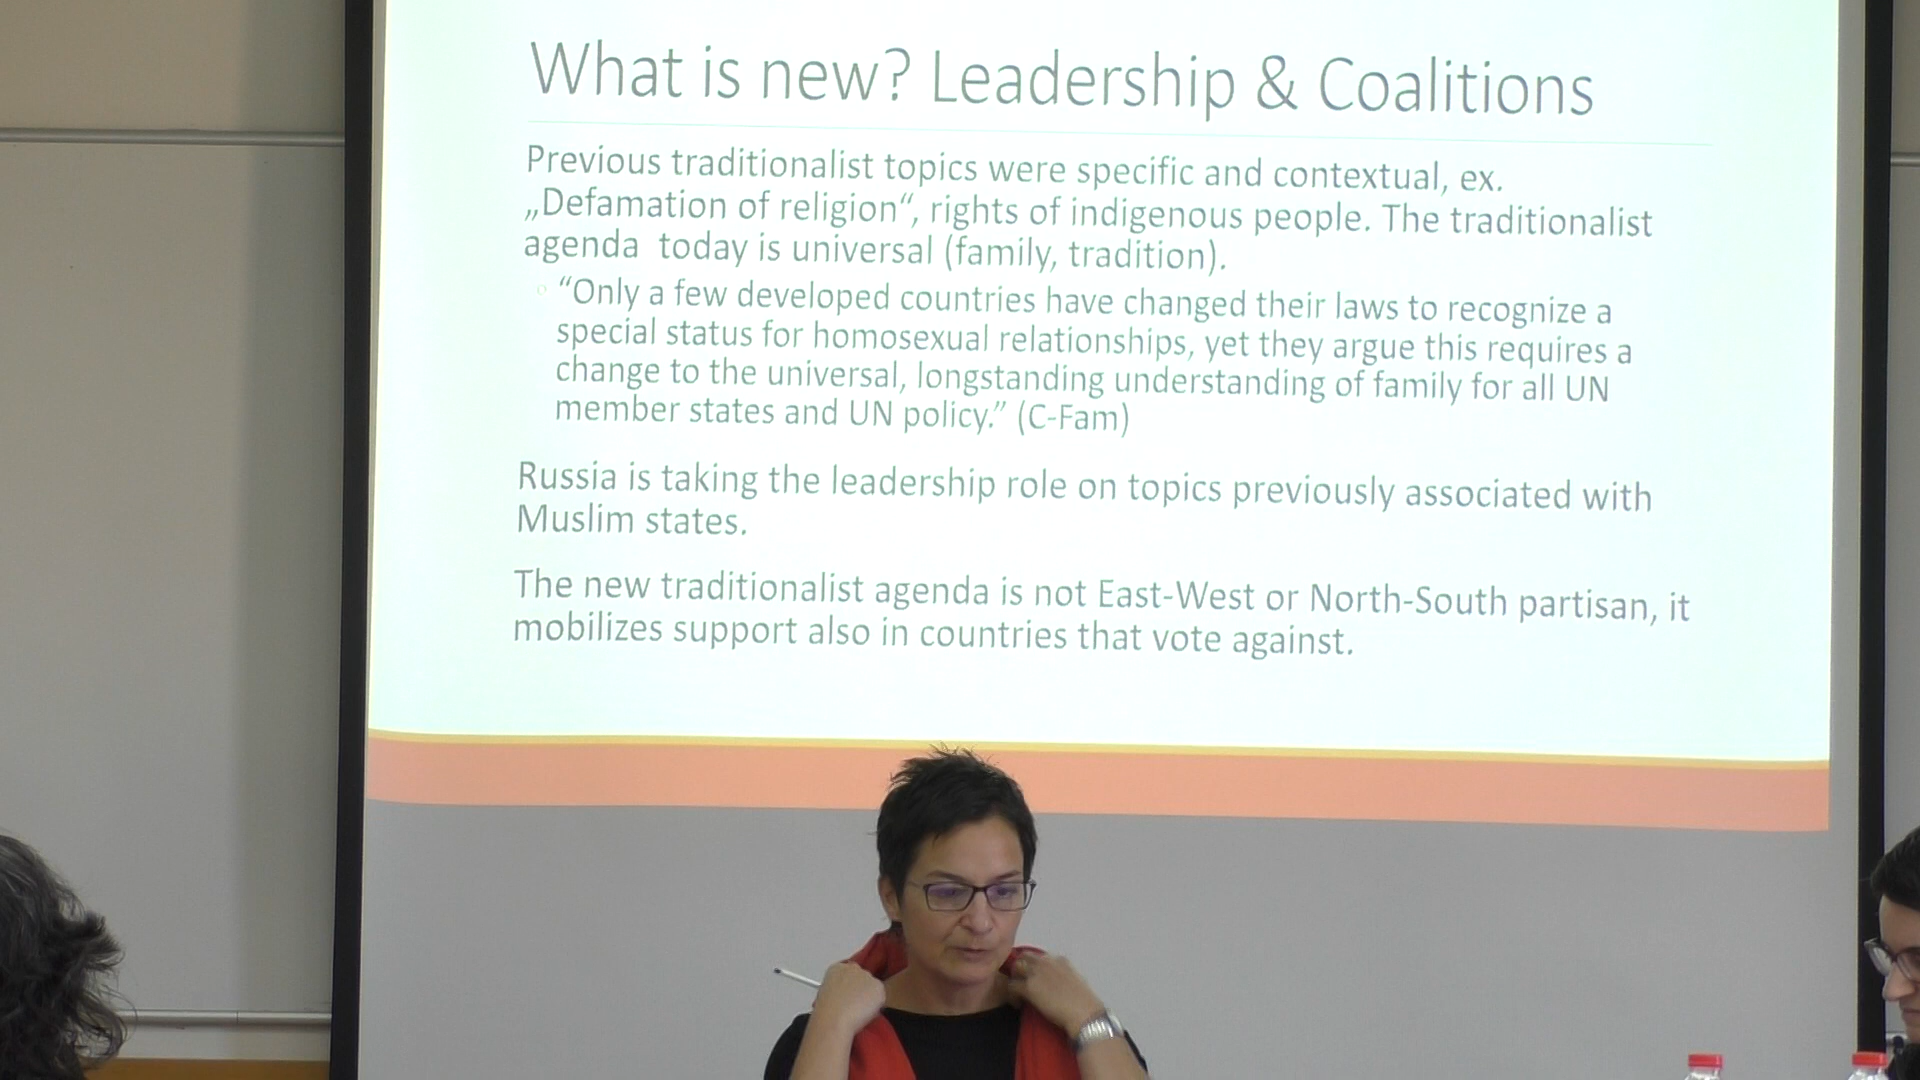 What is new? Leadership & Coalitions
Previous traditionalist topics were specific and contextual, ex.
„Defamation of religion“, rights of indigenous people. The traditionalist
agenda today is universal (family, tradition).
“Only a few developed countries have changed their laws to recognize a
special status for homosexual relationships, yet they argue this requires a
change to the universal, longstanding understanding of family for all UN
member states and UN policy.” (C-Fam)
Russia is taking the leadership role on topics previously associated with
Muslim states.
The new traditionalist agenda is not East-West or North-South partisan, it
mobilizes support also in countries that vote against.